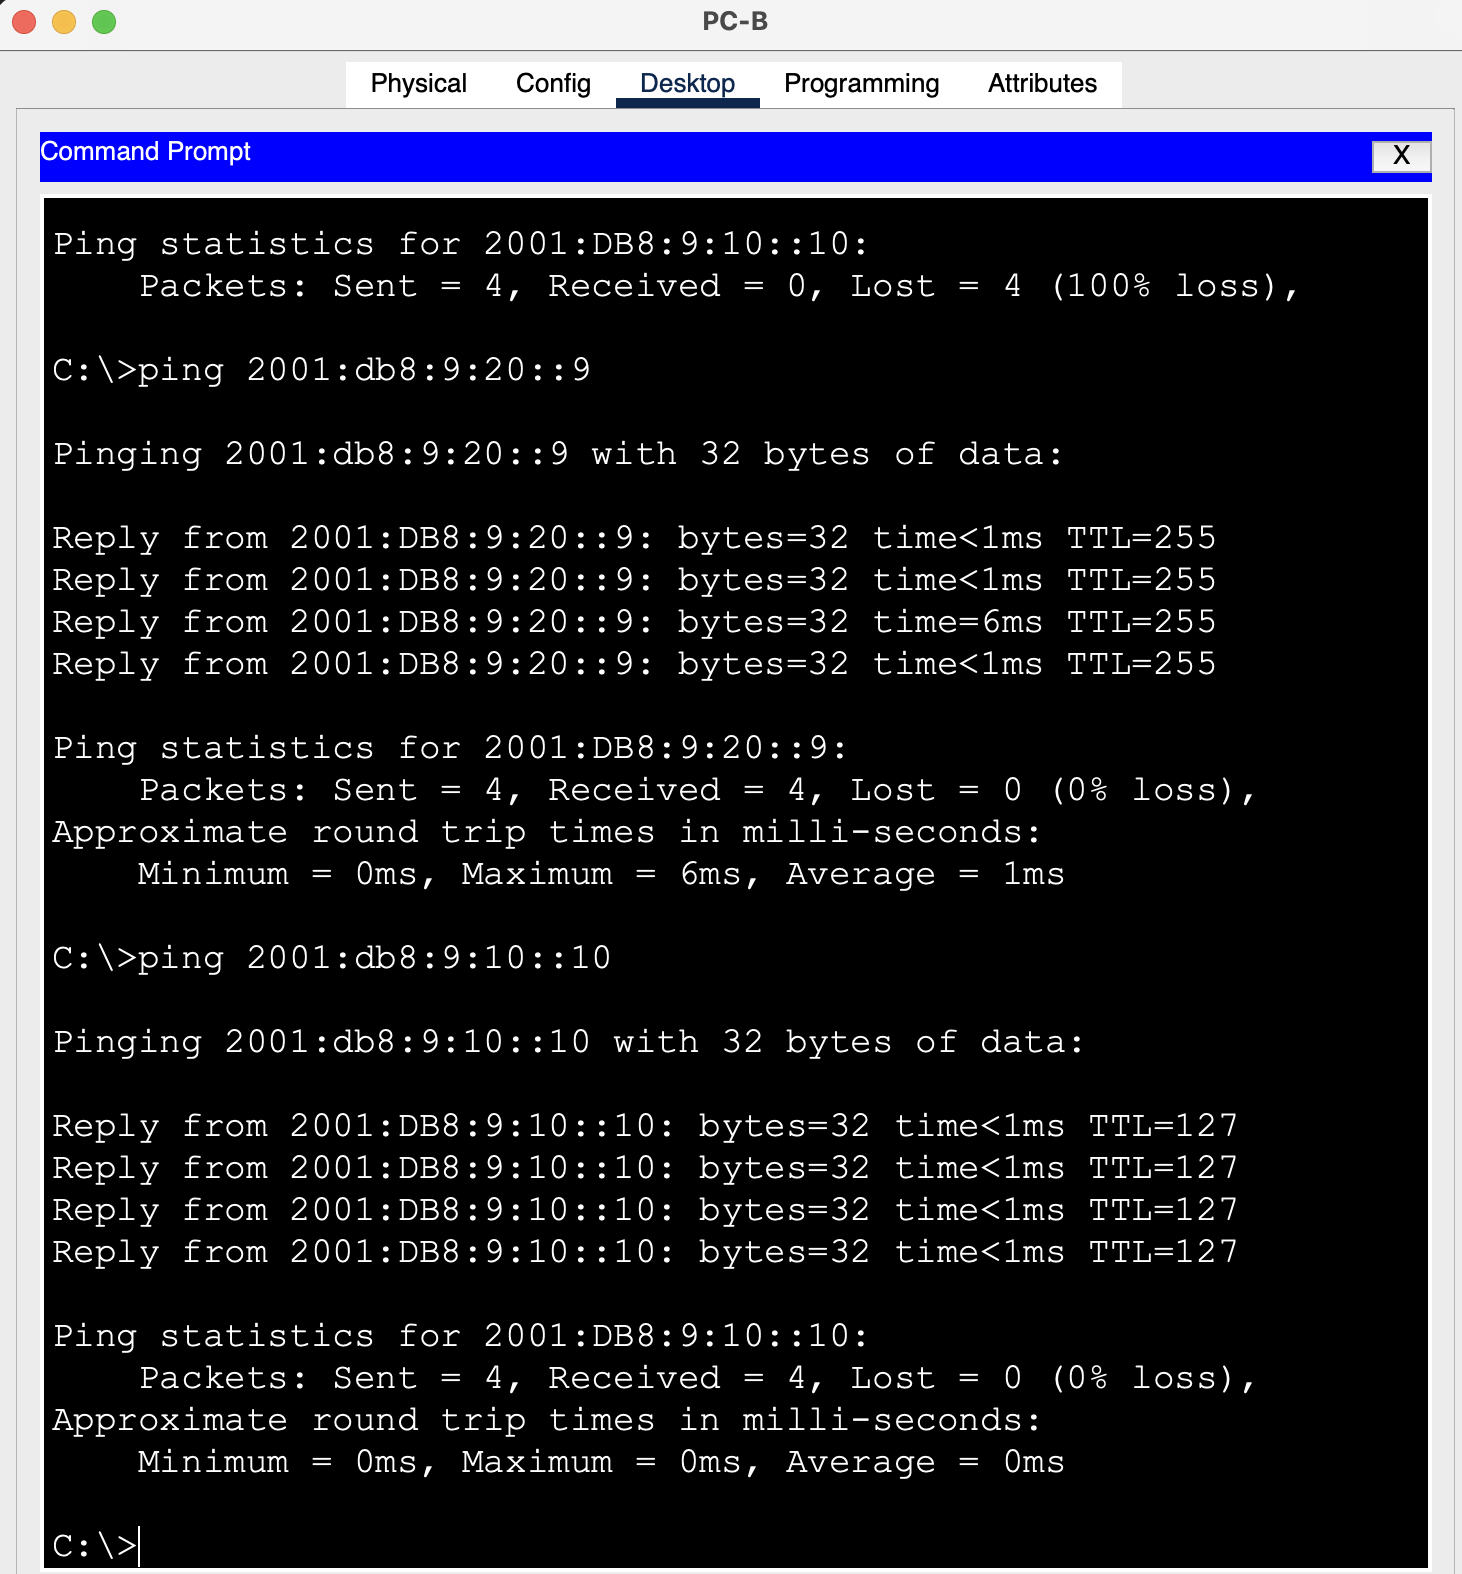 PC-B
Physical Config Desktop Programming Attributes
Command Prompt X
Ping statistics for 2001:DB8:9:10::10:
    Packets: Sent = 4, Received = 0, Lost = 4 (100% loss),
C:\>ping 2001:db8:9:20::9
Pinging 2001:db8:9:20::9 with 32 bytes of data:
Reply from 2001:DB8:9:20::9: bytes=32 time<1ms TTL=255
Reply from 2001:DB8:9:20::9: bytes=32 time<1ms TTL=255
Reply from 2001:DB8:9:20::9: bytes=32 time=6ms TTL=255
Reply from 2001:DB8:9:20::9: bytes=32 time<1ms TTL=255
Ping statistics for 2001:DB8:9:20::9:
    Packets: Sent = 4, Received = 4, Lost = 0 (0% loss),
Approximate round trip times in milli-seconds:
    Minimum = 0ms, Maximum = 6ms, Average = 1ms
C:\>ping 2001:db8:9:10::10
Pinging 2001:db8:9:10::10 with 32 bytes of data:
Reply from 2001:DB8:9:10::10: bytes=32 time<1ms TTL=127
Reply from 2001:DB8:9:10::10: bytes=32 time<1ms TTL=127
Reply from 2001:DB8:9:10::10: bytes=32 time<1ms TTL=127
Reply from 2001:DB8:9:10::10: bytes=32 time<1ms TTL=127
Ping statistics for 2001:DB8:9:10::10:
    Packets: Sent = 4, Received = 4, Lost = 0 (0% loss),
Approximate round trip times in milli-seconds:
    Minimum = 0ms, Maximum = 0ms, Average = 0ms
C:\>